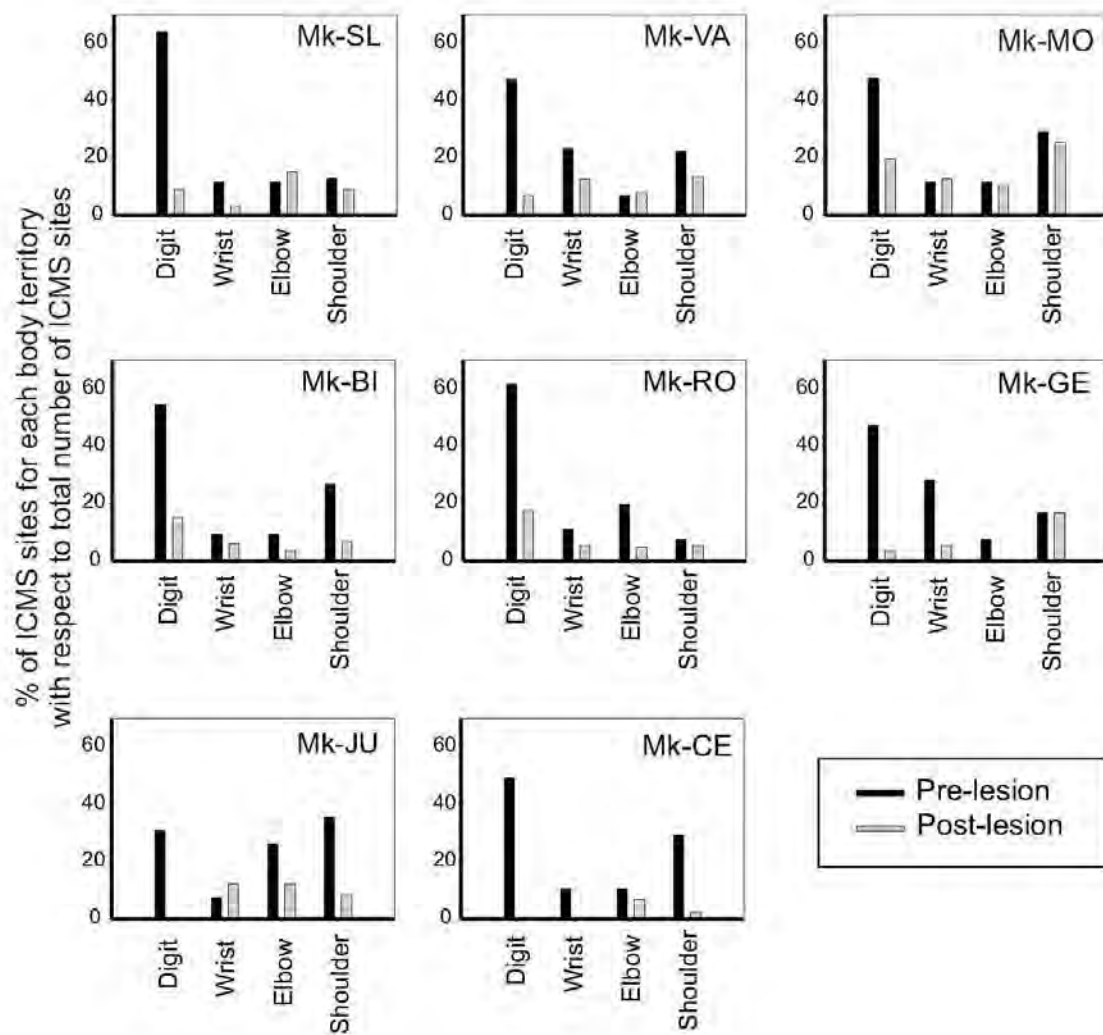 % of ICMS sites for each body territory
with respect to total number of ICMS sites
Mk-SL
60
40
20
0
Digit
Wrist
Elbow
Shoulder
Mk-VA
60
40
20
0
Digit
Wrist
Elbow
Shoulder
Mk-MO
60
40
20
0
Digit
Wrist
Elbow
Shoulder
Mk-BI
60
40
20
0
Digit
Wrist
Elbow
Shoulder
Mk-RO
60
40
20
0
Digit
Wrist
Elbow
Shoulder
Mk-GE
60
40
20
0
Digit
Wrist
Elbow
Shoulder
Mk-JU
60
40
20
0
Digit
Wrist
Elbow
Shoulder
Mk-CE
60
40
20
0
Digit
Wrist
Elbow
Shoulder
Pre-lesion
Post-lesion